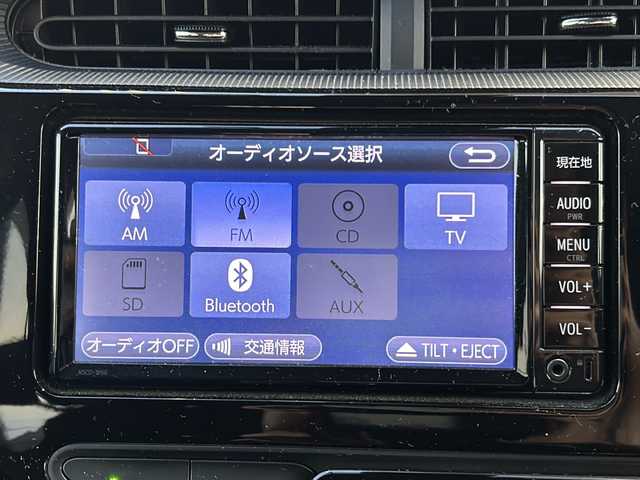 オーディオソース選択
AM
FM
CD
TV
SD
Bluetooth
AUX
オーディオOFF
交通情報
TILT・EJECT
現在地
AUDIO
PWR
MENU
CTRL
VOL+
VOL-